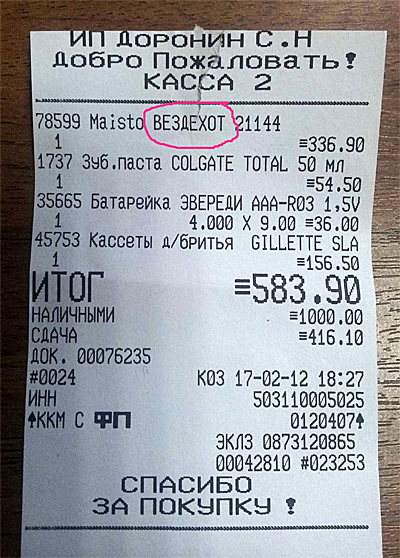 ИП Доронин С.Н
Добро Пожаловать!
КАССА 2
78599 Maisto ВЕЗДЕХОТ 21144
1 ≡336.90
1737 Зуб.паста COLGATE TOTAL 50 мл
1 ≡54.50
35665 Батарейка ЭВЕРЕДИ AAA-R03 1,5V
1 4.000 X 9.00 ≡36.00
45753 Кассеты д/бритья GILLETTE SLA
1 ≡156.50
ИТОГ ≡583.90
НАЛИЧНЫМИ ≡1000.00
СДАЧА ≡416.10
ДОК. 00076235
#0024 К03 17-02-12 18:27
ИНН 503110005025
↑ККМ С ФП 0120407↑
ЭКЛЗ 0873120865
00042810 #023253
СПАСИБО
ЗА ПОКУПКУ !